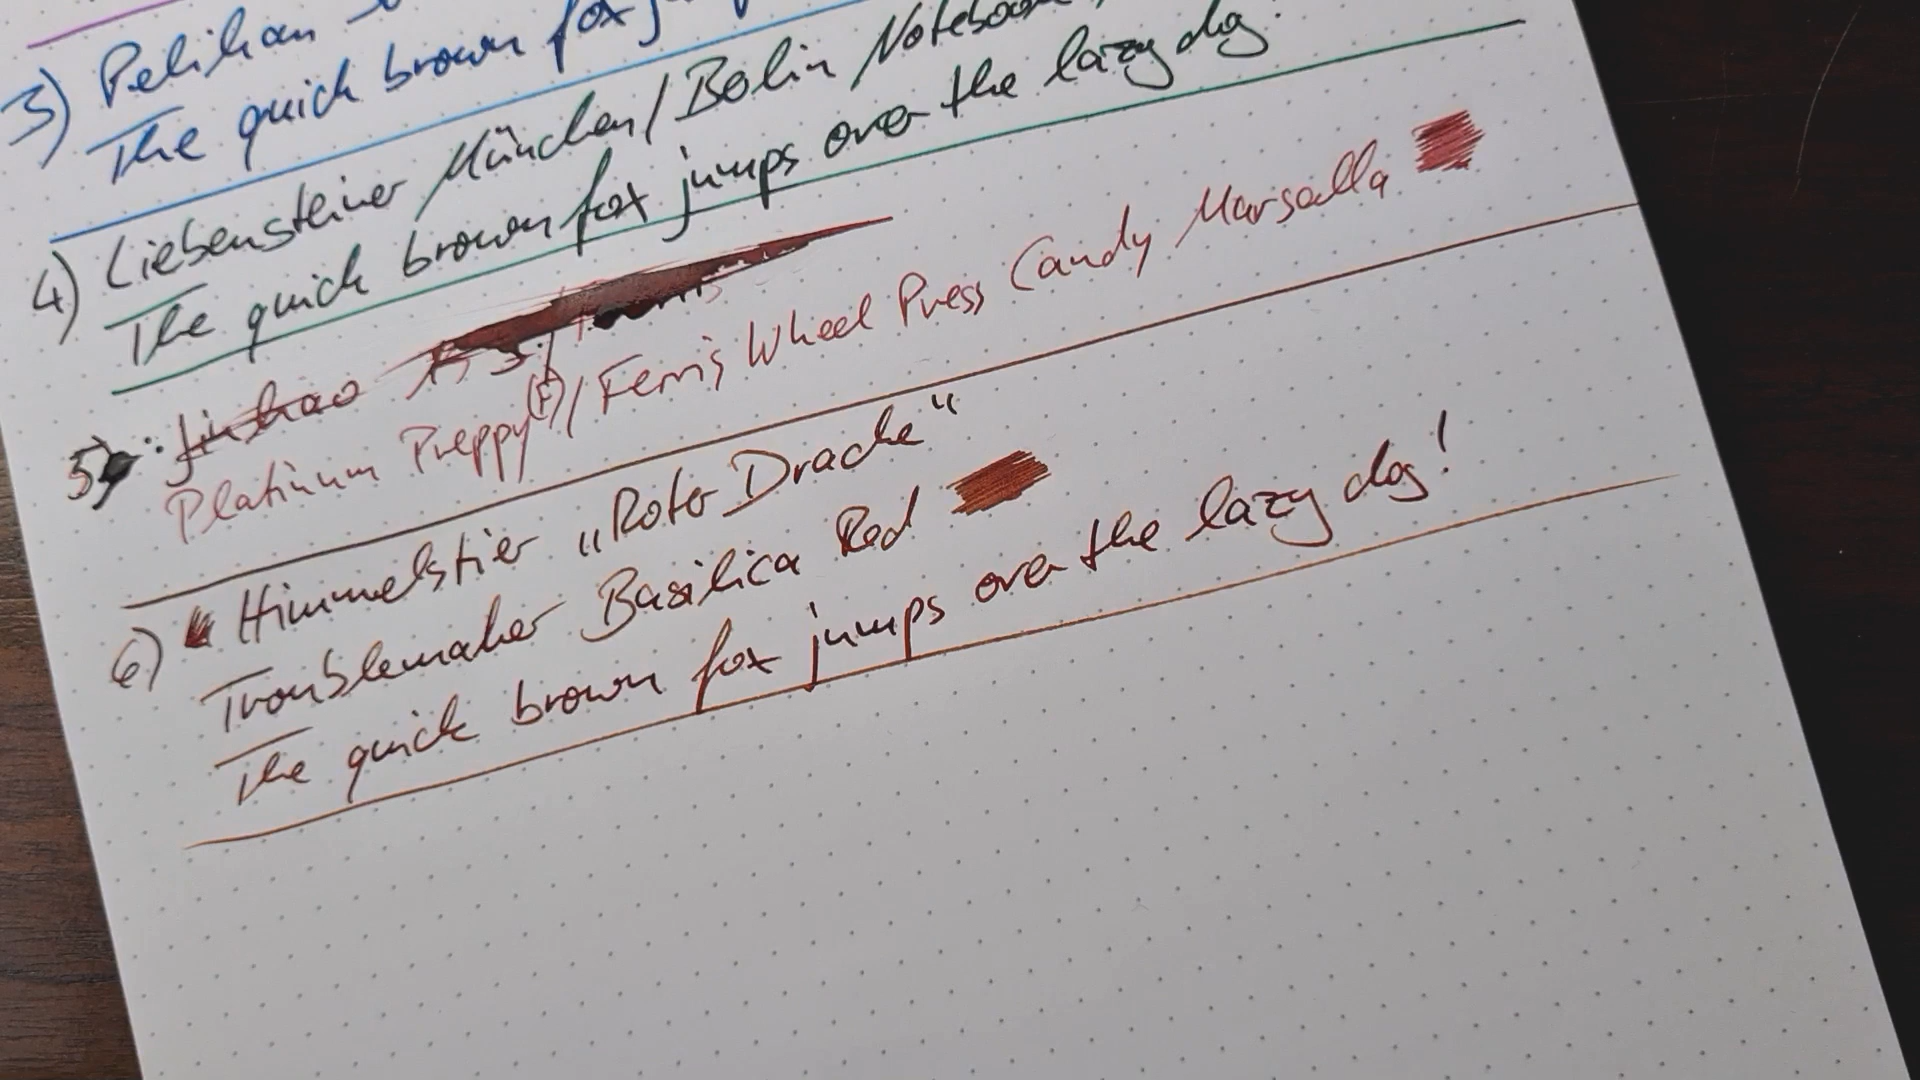 3) Pelikan
The quick brown fox
4) Liebensteiner München/Berlin Notebook
The quick brown fox jumps over the lazy dog.
5) Jinhao
Platinum Preppy (F)/Ferris Wheel Press Candy Marsalla
6) Himmelstier „Roter Drache“
Troublemaker Basilica Red
The quick brown fox jumps over the lazy dog!